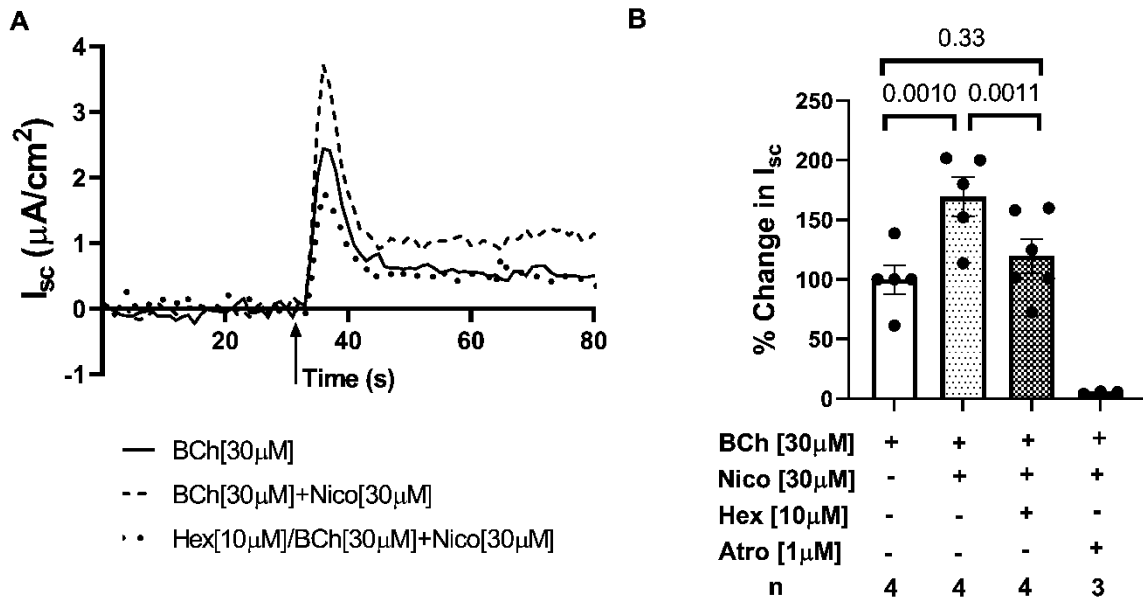 A
I_sc (μA/cm²)
4
3
2
1
0
-1
20
40
60
80
Time (s)
BCh[30μM]
BCh[30μM]+Nico[30μM]
Hex[10μM]/BCh[30μM]+Nico[30μM]
B
0.33
0.0010 0.0011
% Change in I_sc
250
200
150
100
50
0
BCh [30μM] + + + +
Nico [30μM] - + + +
Hex [10μM] - - + -
Atro [1μM] - - - +
n 4 4 4 3